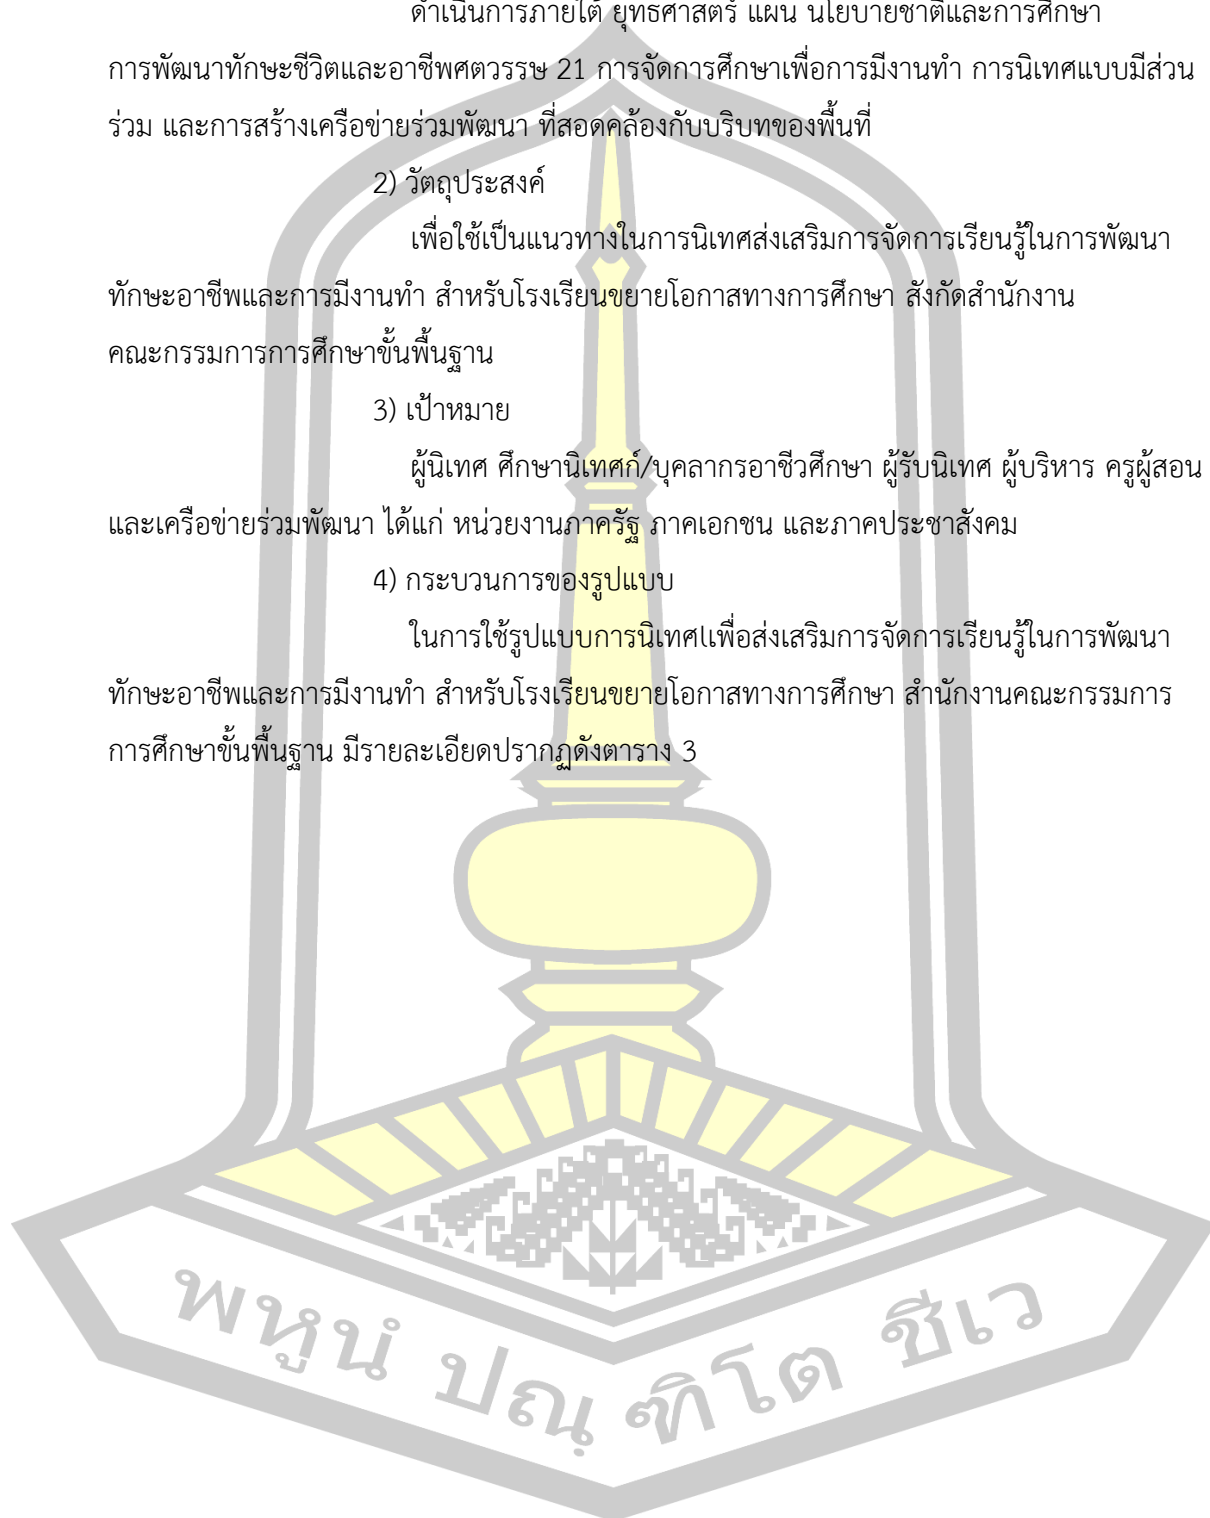 ดำเนินการภายใต้ ยุทธศาสตร์ แผน นโยบายชาติและการศึกษา
การพัฒนาทักษะชีวิตและอาชีพศตวรรษ 21 การจัดการศึกษาเพื่อการมีงานทำ การนิเทศแบบมีส่วน
ร่วม และการสร้างเครือข่ายร่วมพัฒนา ที่สอดคล้องกับบริบทของพื้นที่
2) วัตถุประสงค์
เพื่อใช้เป็นแนวทางในการนิเทศส่งเสริมการจัดการเรียนรู้ในการพัฒนา
ทักษะอาชีพและการมีงานทำ สำหรับโรงเรียนขยายโอกาสทางการศึกษา สังกัดสำนักงาน
คณะกรรมการการศึกษาขั้นพื้นฐาน
3) เป้าหมาย
ผู้นิเทศ ศึกษานิเทศก์/บุคลากรอาชีวศึกษา ผู้รับนิเทศ ผู้บริหาร ครูผู้สอน
และเครือข่ายร่วมพัฒนา ได้แก่ หน่วยงานภาครัฐ ภาคเอกชน และภาคประชาสังคม
4) กระบวนการของรูปแบบ
ในการใช้รูปแบบการนิเทศเเพื่อส่งเสริมการจัดการเรียนรู้ในการพัฒนา
ทักษะอาชีพและการมีงานทำ สำหรับโรงเรียนขยายโอกาสทางการศึกษา สำนักงานคณะกรรมการ
การศึกษาขั้นพื้นฐาน มีรายละเอียดปรากฏดังตาราง 3
พหูนํ ปณฺฑิโต ชีเว